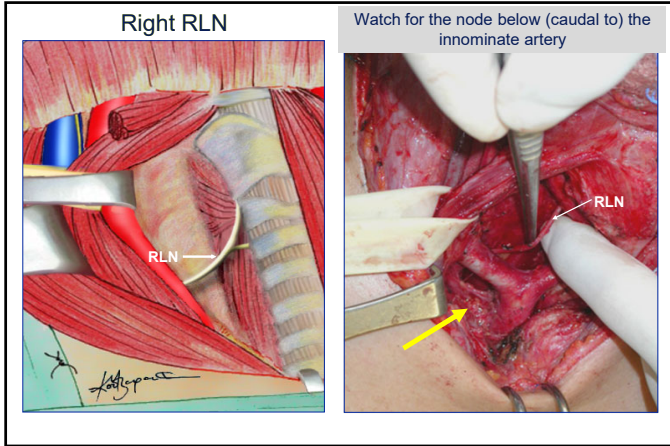 Right RLN
Watch for the node below (caudal to) the
innominate artery
RLN
RLN